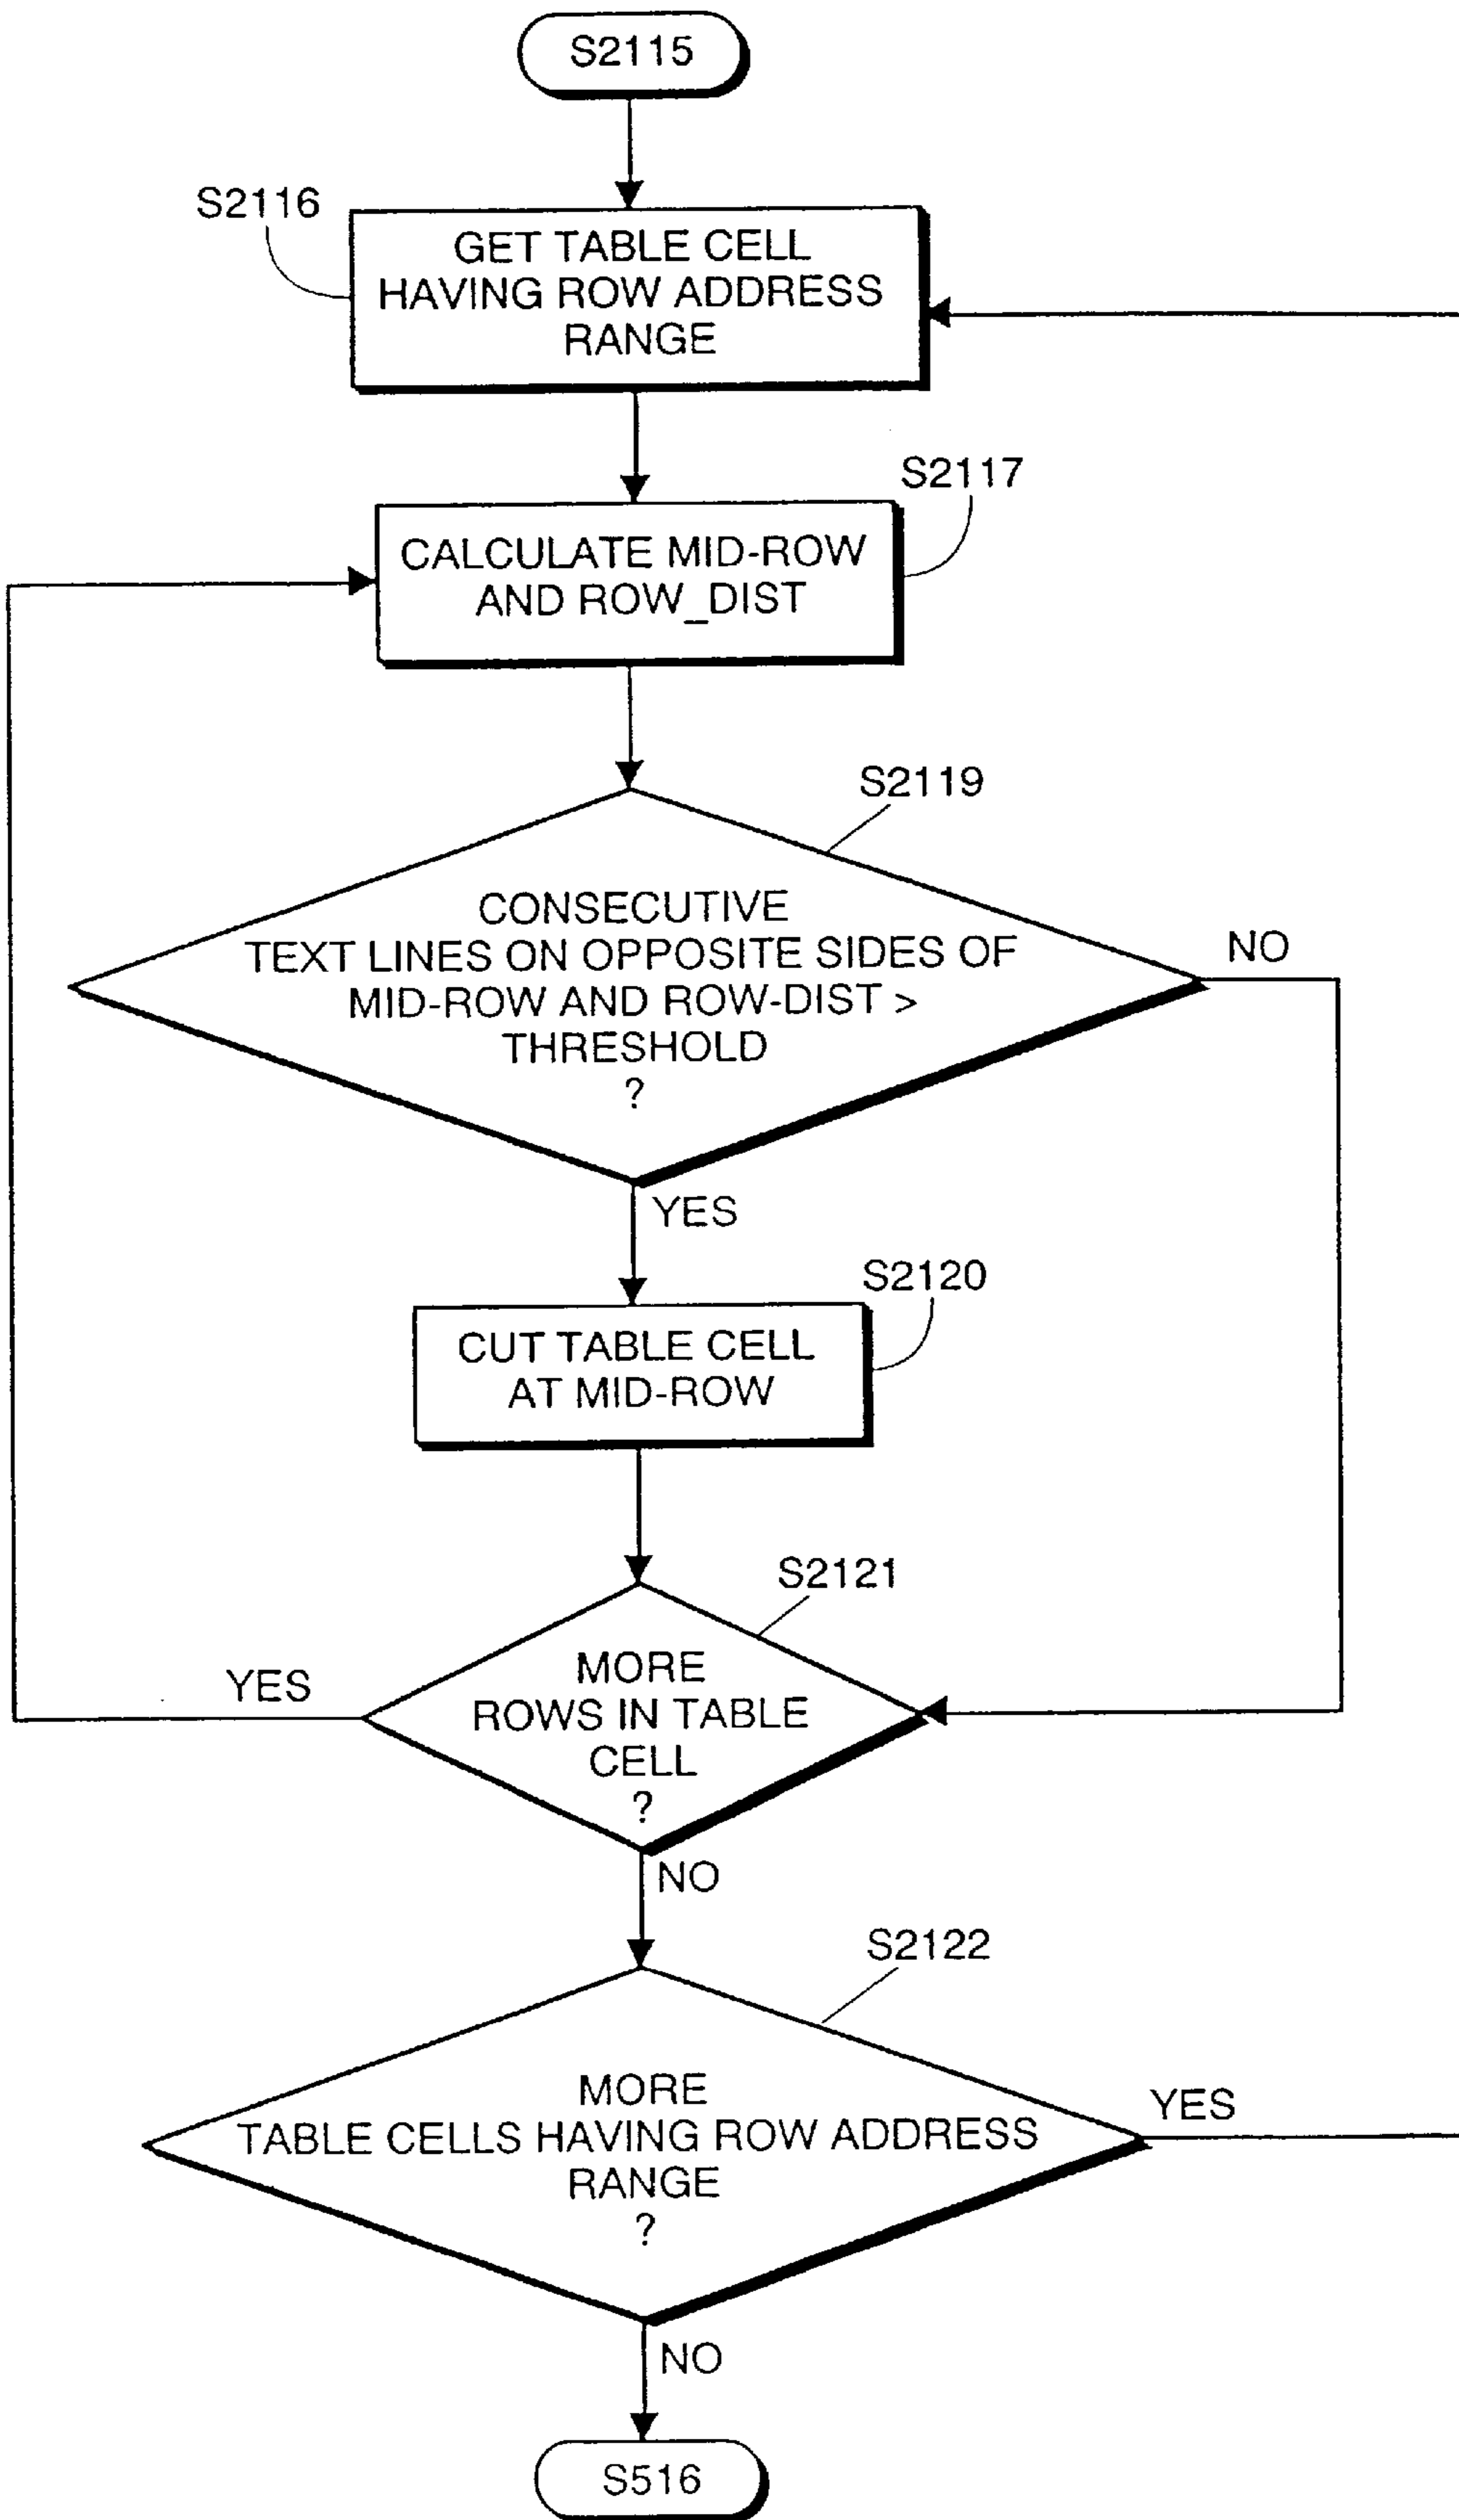 S2115
S2116
GET TABLE CELL
HAVING ROW ADDRESS
RANGE
S2117
CALCULATE MID-ROW
AND ROW_DIST
S2119
CONSECUTIVE
TEXT LINES ON OPPOSITE SIDES OF
MID-ROW AND ROW-DIST >
THRESHOLD
?
NO
YES
S2120
CUT TABLE CELL
AT MID-ROW
S2121
MORE
ROWS IN TABLE
CELL
?
YES
NO
S2122
MORE
TABLE CELLS HAVING ROW ADDRESS
RANGE
?
YES
NO
S516